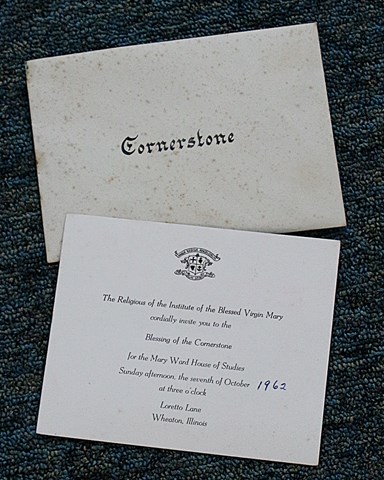 Cornerstone
The Religious of the Institute of the Blessed Virgin Mary
cordially invite you to the
Blessing of the Cornerstone
for the Mary Ward House of Studies
Sunday afternoon, the seventh of October 1962
at three o'clock
Loretto Lane
Wheaton, Illinois